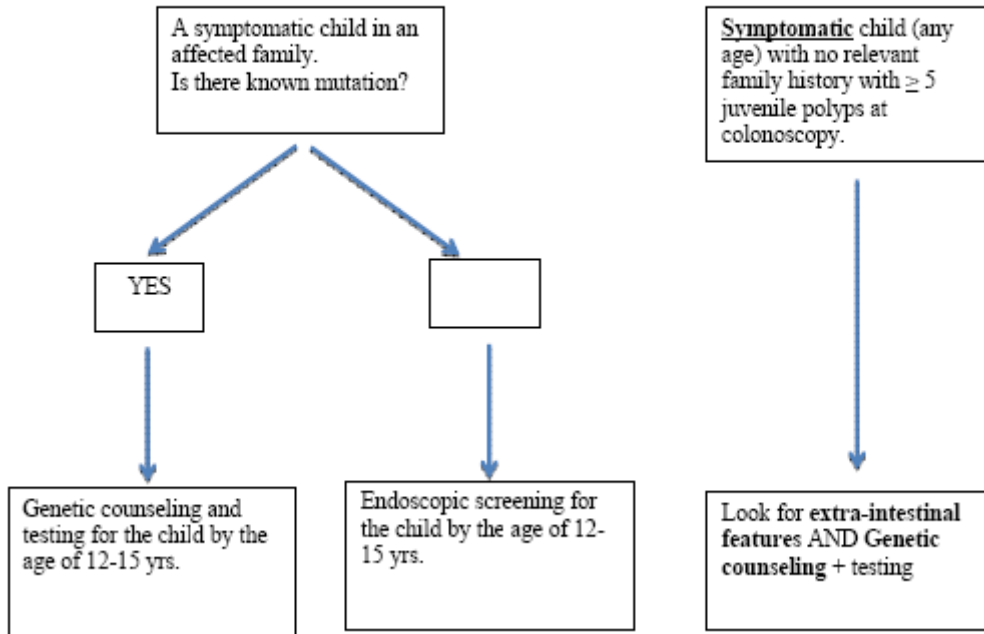 A symptomatic child in an
affected family.
Is there known mutation?
Symptomatic child (any
age) with no relevant
family history with ≥ 5
juvenile polyps at
colonoscopy.
YES
Genetic counseling and
testing for the child by the
age of 12-15 yrs.
Endoscopic screening for
the child by the age of 12-
15 yrs.
Look for extra-intestinal
features AND Genetic
counseling + testing